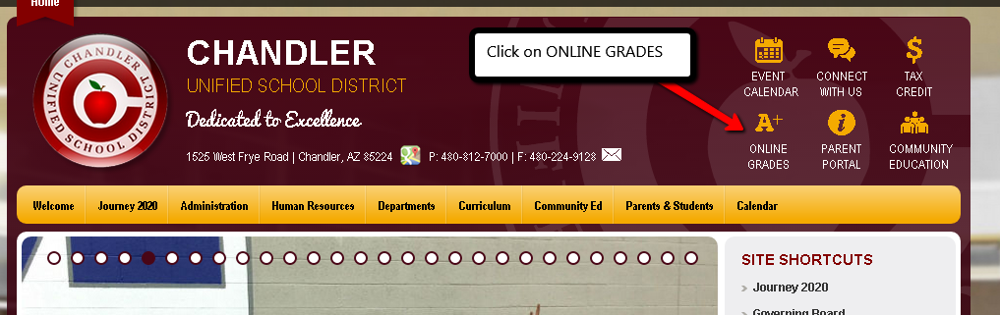 Home
CHANDLER UNIFIED SCHOOL DISTRICT
CHANDLER
UNIFIED SCHOOL DISTRICT
Dedicated to Excellence
1525 West Frye Road | Chandler, AZ 85224 P: 480-812-7000 | F: 480-224-9128
Click on ONLINE GRADES
EVENT
CALENDAR
CONNECT
WITH US
$
TAX
CREDIT
A+
ONLINE
GRADES
i
PARENT
PORTAL
COMMUNITY
EDUCATION
Welcome Journey 2020 Administration Human Resources Departments Curriculum Community Ed Parents & Students Calendar
SITE SHORTCUTS
Journey 2020
Governing Board